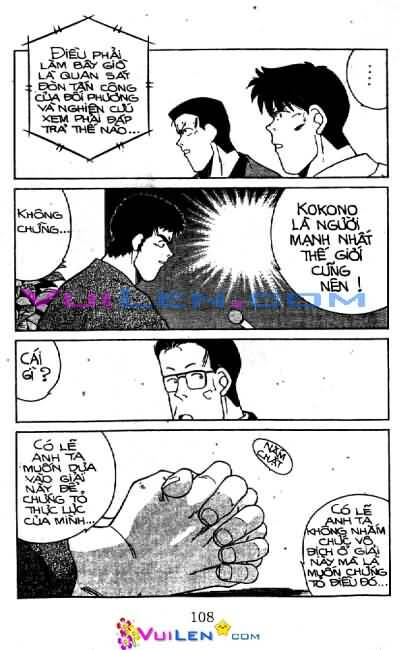 ĐIỀU PHẢI
LÀM BÂY GIỜ
LÀ QUAN SÁT
ĐÒN TẤN CÔNG
CỦA ĐỐI PHƯƠNG
VÀ NGHIÊN CỨU
XEM PHẢI ĐÁP
TRẢ THẾ NÀO...
....
KHÔNG
CHỪNG...
KOKONO
LÀ NGƯỜI
MẠNH NHẤT
THẾ GIỚI
CŨNG
NÊN!
VUILEN.COM
CÁI
GÌ?
CÓ LẼ
ANH TA
MUỐN DỰA
VÀO GIẢI
NÀY ĐỂ
CHỨNG TỎ
THỰC LỰC
CỦA MÌNH...
NẮM
CHẶT
CÓ LẼ
ANH TA
KHÔNG NHẮM
CHỨC VÔ
ĐỊCH Ở GIẢI
NÀY MÀ LÀ
MUỐN CHỨNG
TỎ ĐIỀU ĐÓ...
108
VUILEN.COM